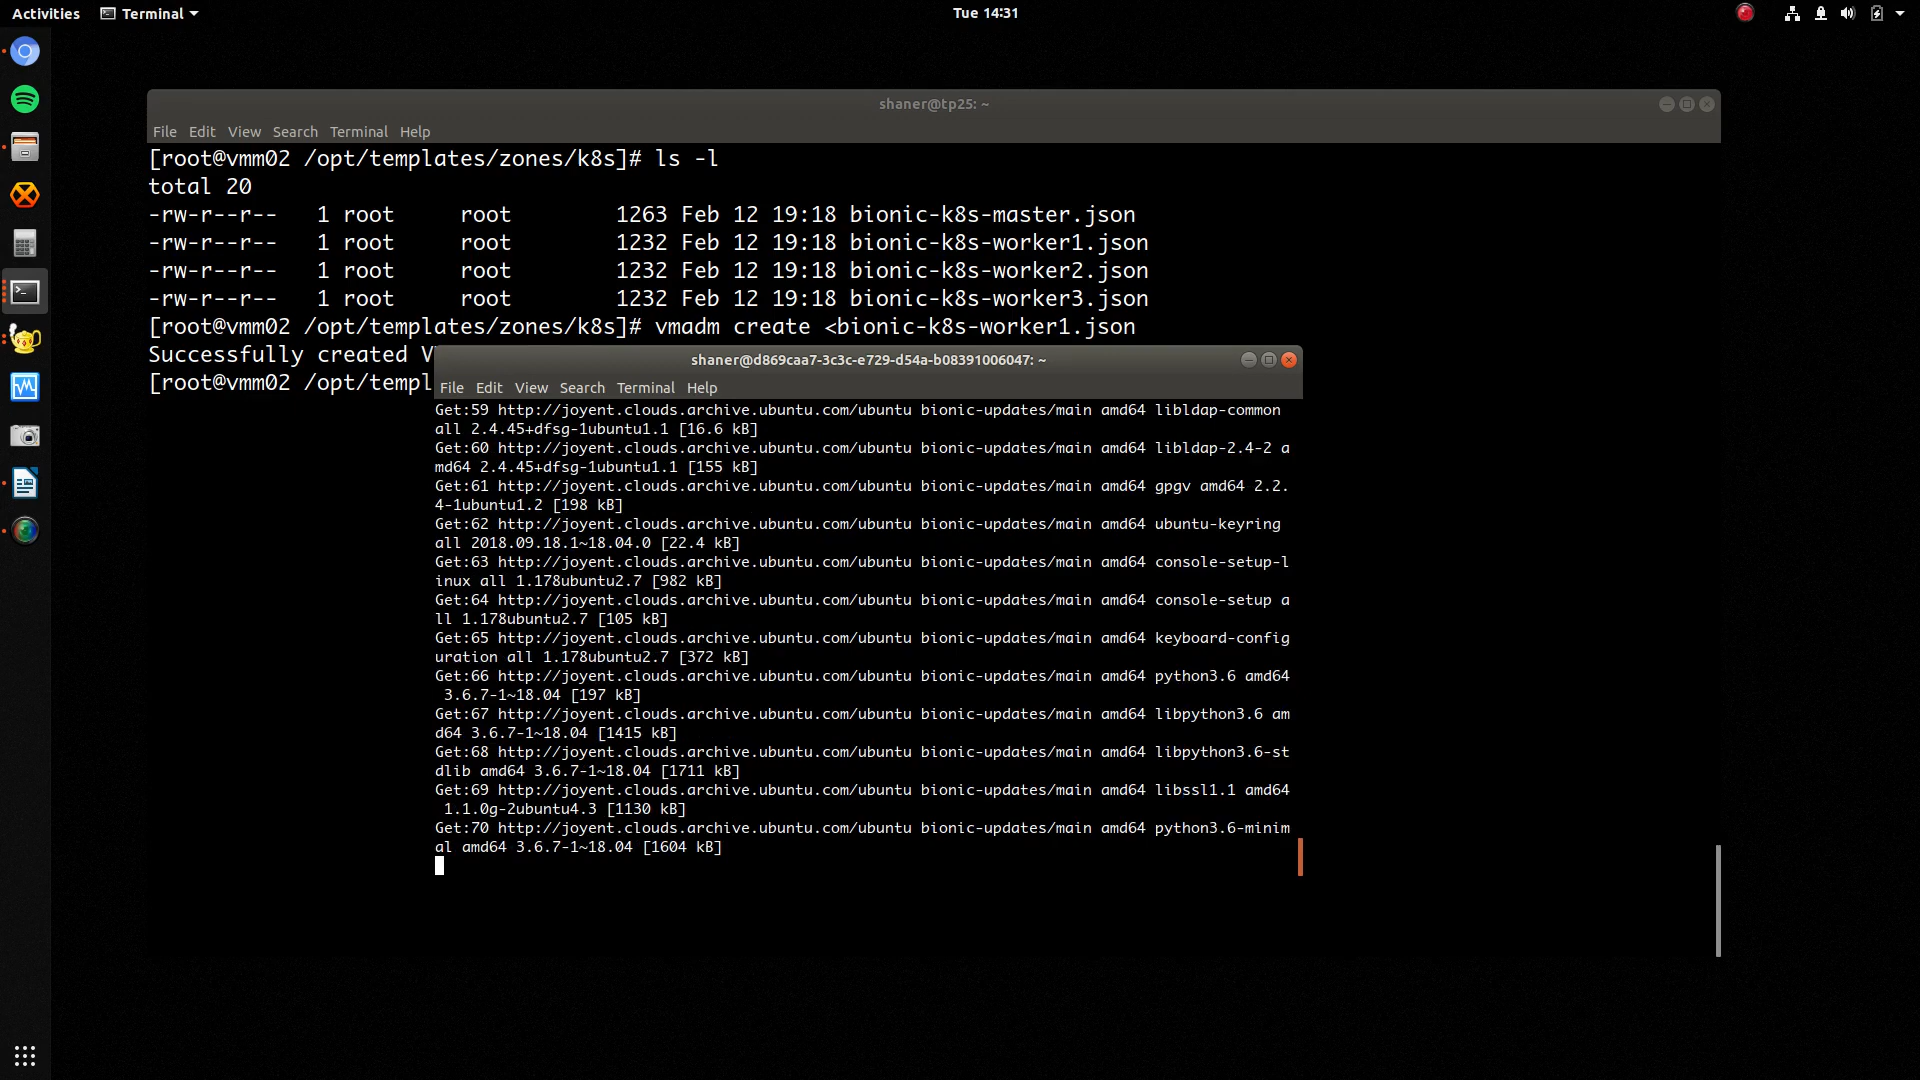 Activities Terminal Tue 14:31
shaner@tp25: ~
File Edit View Search Terminal Help
[root@vmm02 /opt/templates/zones/k8s]# ls -l
total 20
-rw-r--r-- 1 root root 1263 Feb 12 19:18 bionic-k8s-master.json
-rw-r--r-- 1 root root 1232 Feb 12 19:18 bionic-k8s-worker1.json
-rw-r--r-- 1 root root 1232 Feb 12 19:18 bionic-k8s-worker2.json
-rw-r--r-- 1 root root 1232 Feb 12 19:18 bionic-k8s-worker3.json
[root@vmm02 /opt/templates/zones/k8s]# vmadm create <bionic-k8s-worker1.json
Successfully created V
[root@vmm02 /opt/templ
shaner@d869caa7-3c3c-e729-d54a-b08391006047: ~
File Edit View Search Terminal Help
Get:59 http://joyent.clouds.archive.ubuntu.com/ubuntu bionic-updates/main amd64 libldap-common
all 2.4.45+dfsg-1ubuntu1.1 [16.6 kB]
Get:60 http://joyent.clouds.archive.ubuntu.com/ubuntu bionic-updates/main amd64 libldap-2.4-2 a
md64 2.4.45+dfsg-1ubuntu1.1 [155 kB]
Get:61 http://joyent.clouds.archive.ubuntu.com/ubuntu bionic-updates/main amd64 gpgv amd64 2.2.
4-1ubuntu1.2 [198 kB]
Get:62 http://joyent.clouds.archive.ubuntu.com/ubuntu bionic-updates/main amd64 ubuntu-keyring
all 2018.09.18.1~18.04.0 [22.4 kB]
Get:63 http://joyent.clouds.archive.ubuntu.com/ubuntu bionic-updates/main amd64 console-setup-l
inux all 1.178ubuntu2.7 [982 kB]
Get:64 http://joyent.clouds.archive.ubuntu.com/ubuntu bionic-updates/main amd64 console-setup a
ll 1.178ubuntu2.7 [105 kB]
Get:65 http://joyent.clouds.archive.ubuntu.com/ubuntu bionic-updates/main amd64 keyboard-config
uration all 1.178ubuntu2.7 [372 kB]
Get:66 http://joyent.clouds.archive.ubuntu.com/ubuntu bionic-updates/main amd64 python3.6 amd64
3.6.7-1~18.04 [197 kB]
Get:67 http://joyent.clouds.archive.ubuntu.com/ubuntu bionic-updates/main amd64 libpython3.6 am
d64 3.6.7-1~18.04 [1415 kB]
Get:68 http://joyent.clouds.archive.ubuntu.com/ubuntu bionic-updates/main amd64 libpython3.6-st
dlib amd64 3.6.7-1~18.04 [1711 kB]
Get:69 http://joyent.clouds.archive.ubuntu.com/ubuntu bionic-updates/main amd64 libssl1.1 amd64
1.1.0g-2ubuntu4.3 [1130 kB]
Get:70 http://joyent.clouds.archive.ubuntu.com/ubuntu bionic-updates/main amd64 python3.6-minim
al amd64 3.6.7-1~18.04 [1604 kB]